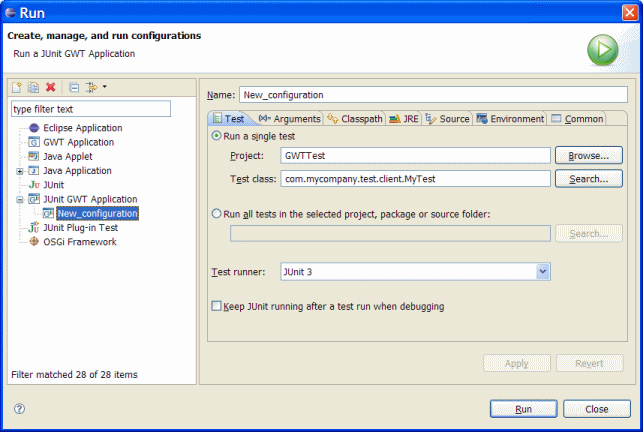 Run
Create, manage, and run configurations
Run a JUnit GWT Application
type filter text
Eclipse Application
GWT Application
Java Applet
Java Application
JUnit
JUnit GWT Application
New_configuration
JUnit Plug-in Test
OSGi Framework
Filter matched 28 of 28 items
Name: New_configuration
Test Arguments Classpath JRE Source Environment Common
Run a single test
Project: GWTTest Browse...
Test class: com.mycompany.test.client.MyTest Search...
Run all tests in the selected project, package or source folder:
Search...
Test runner: JUnit 3
Keep JUnit running after a test run when debugging
Apply Revert
Run Close